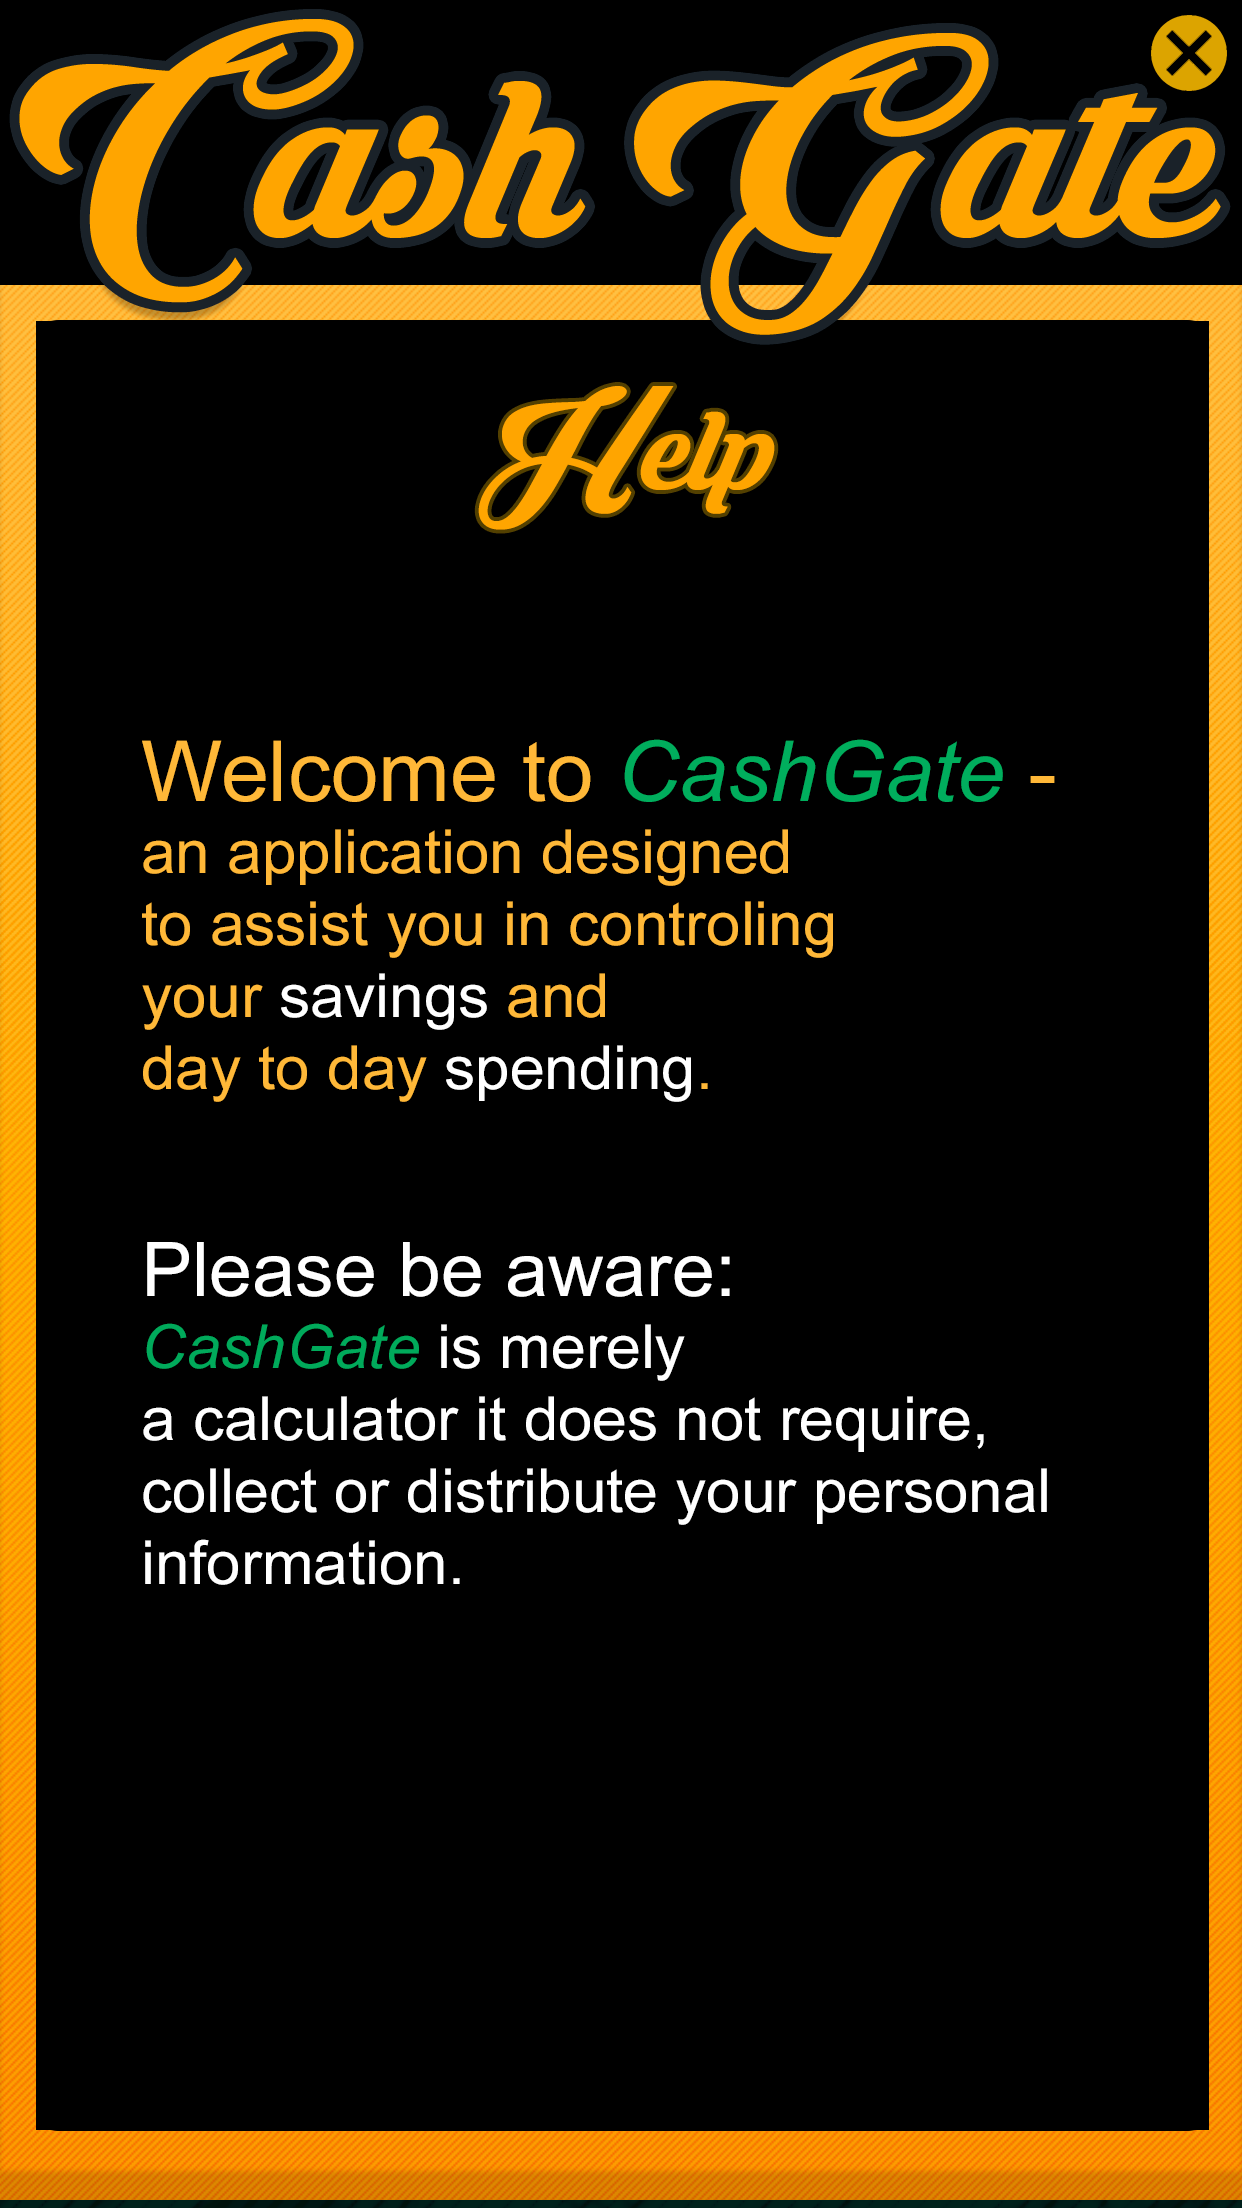 Cash Gate
Help
Welcome to CashGate -
an application designed
to assist you in controling
your savings and
day to day spending.
Please be aware:
CashGate is merely
a calculator it does not require,
collect or distribute your personal
information.